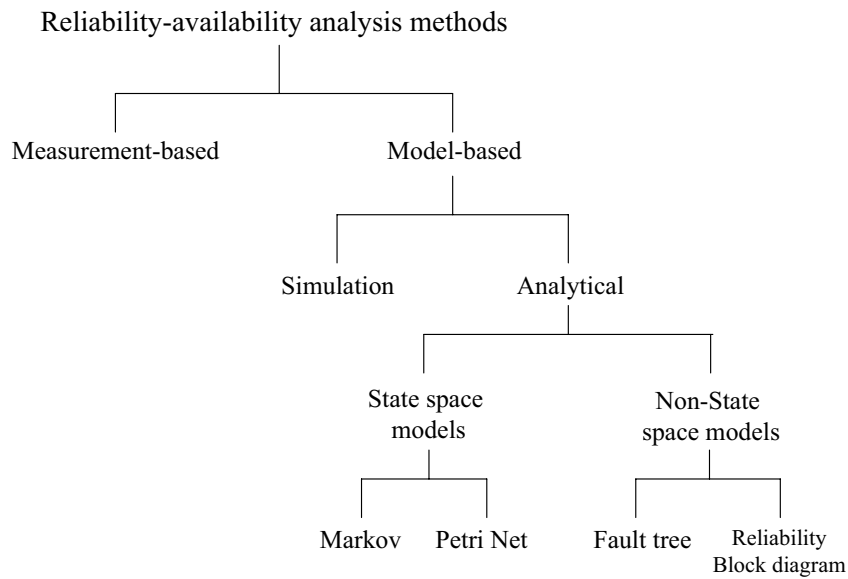 Reliability-availability analysis methods
Measurement-based
Model-based
Simulation
Analytical
State space
models
Non-State
space models
Markov
Petri Net
Fault tree
Reliability
Block diagram